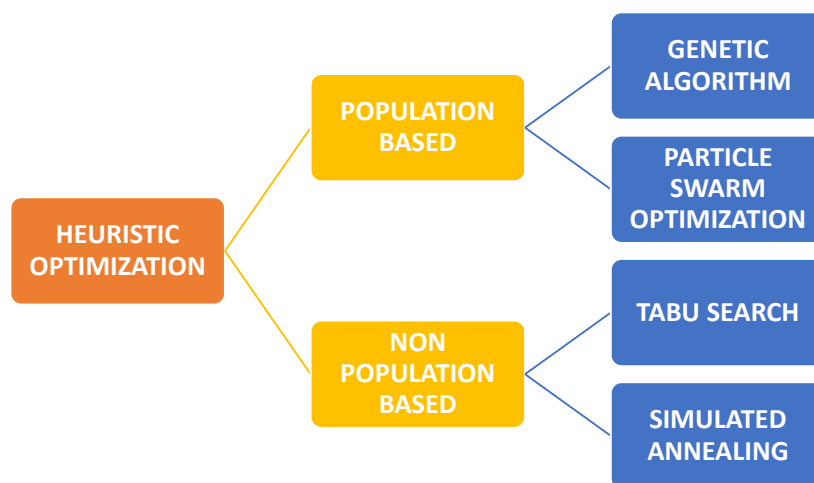 HEURISTIC
OPTIMIZATION
POPULATION
BASED
NON
POPULATION
BASED
GENETIC
ALGORITHM
PARTICLE
SWARM
OPTIMIZATION
TABU SEARCH
SIMULATED
ANNEALING